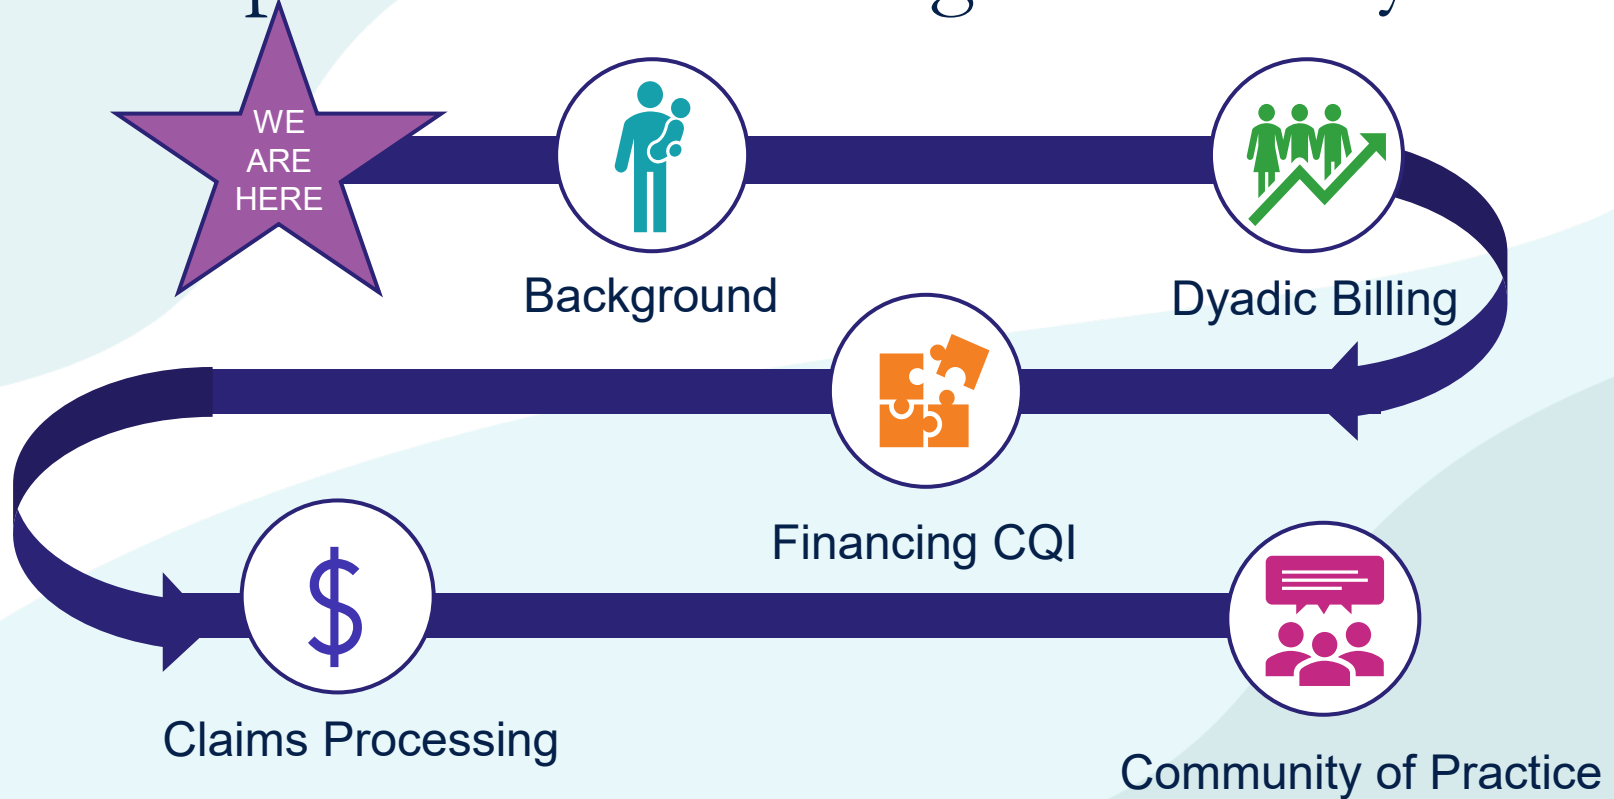 WE
ARE
HERE
Background
Dyadic Billing
Financing CQI
Claims Processing
Community of Practice